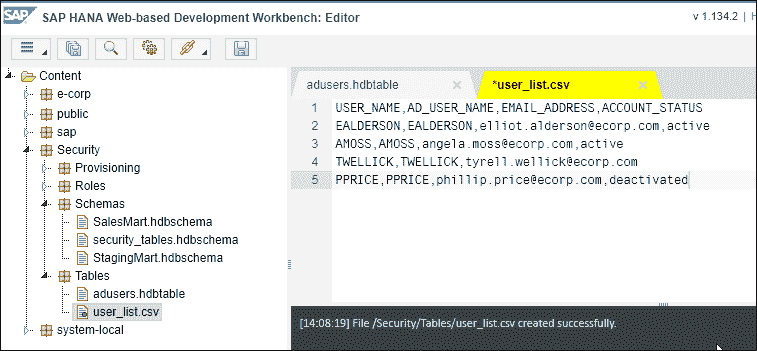 SAP SAP HANA Web-based Development Workbench: Editor v 1.134.2 |
Content
e-corp
public
sap
Security
Provisioning
Roles
Schemas
SalesMart.hdbschema
security_tables.hdbschema
StagingMart.hdbschema
Tables
adusers.hdbtable
user_list.csv
system-local
adusers.hdbtable *user_list.csv
1 USER_NAME,AD_USER_NAME,EMAIL_ADDRESS,ACCOUNT_STATUS
2 EALDERSON,EALDERSON,elliot.alderson@ecorp.com,active
3 AMOSS,AMOSS,angela.moss@ecorp.com,active
4 TWELLICK,TWELLICK,tyrell.wellick@ecorp.com
5 PPRICE,PPRICE,phillip.price@ecorp.com,deactivated
[14:08:19] File /Security/Tables/user_list.csv created successfully.